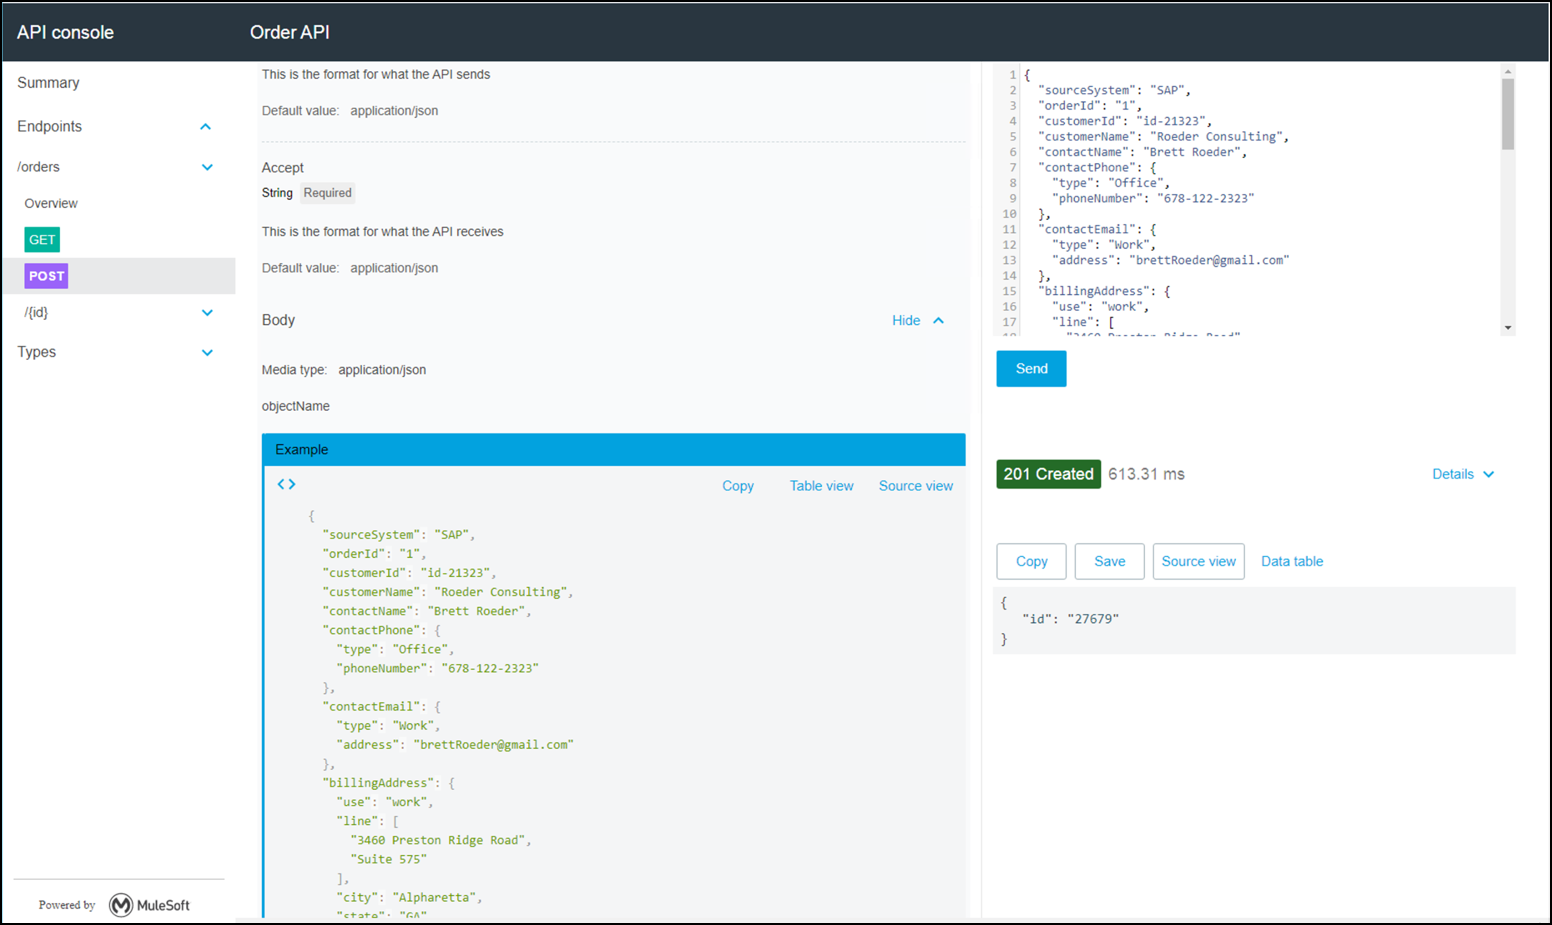 API console
Order API
Summary
Endpoints
/orders
Overview
GET
POST
/{id}
Types
Powered by MuleSoft
This is the format for what the API sends
Default value: application/json
Accept
String Required
This is the format for what the API receives
Default value: application/json
Body
Hide
Media type: application/json
objectName
Example
<> Copy Table view Source view
{
"sourceSystem": "SAP",
"orderId": "1",
"customerId": "id-21323",
"customerName": "Roeder Consulting",
"contactName": "Brett Roeder",
"contactPhone": {
"type": "Office",
"phoneNumber": "678-122-2323"
},
"contactEmail": {
"type": "Work",
"address": "brettRoeder@gmail.com"
},
"billingAddress": {
"use": "work",
"line": [
"3460 Preston Ridge Road",
"Suite 575"
],
"city": "Alpharetta",
"state": "GA"
1 {
2 "sourceSystem": "SAP",
3 "orderId": "1",
4 "customerId": "id-21323",
5 "customerName": "Roeder Consulting",
6 "contactName": "Brett Roeder",
7 "contactPhone": {
8 "type": "Office",
9 "phoneNumber": "678-122-2323"
10 },
11 "contactEmail": {
12 "type": "Work",
13 "address": "brettRoeder@gmail.com"
14 },
15 "billingAddress": {
16 "use": "work",
17 "line": [
18 "3460 Preston Ridge Road"
Send
201 Created 613.31 ms
Details
Copy Save Source view Data table
{
"id": "27679"
}